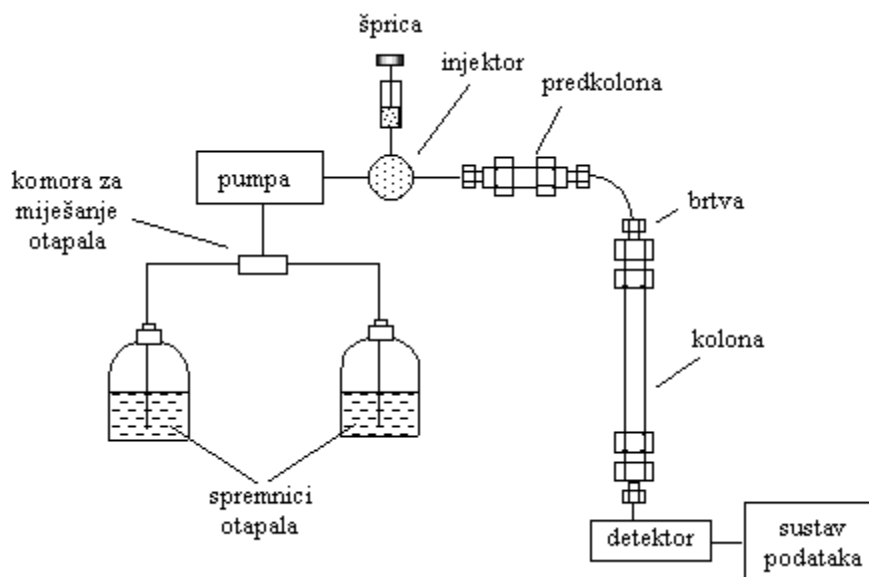 šprica
injektor
predkolona
pumpa
komora za
miješanje
otapala
brtva
kolona
spremnici
otapala
detektor
sustav
podataka